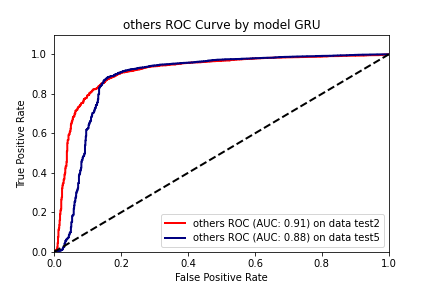 others ROC Curve by model GRU
True Positive Rate
1.0
0.8
0.6
0.4
0.2
0.0
others ROC (AUC: 0.91) on data test2
others ROC (AUC: 0.88) on data test5
0.0 0.2 0.4 0.6 0.8 1.0
False Positive Rate